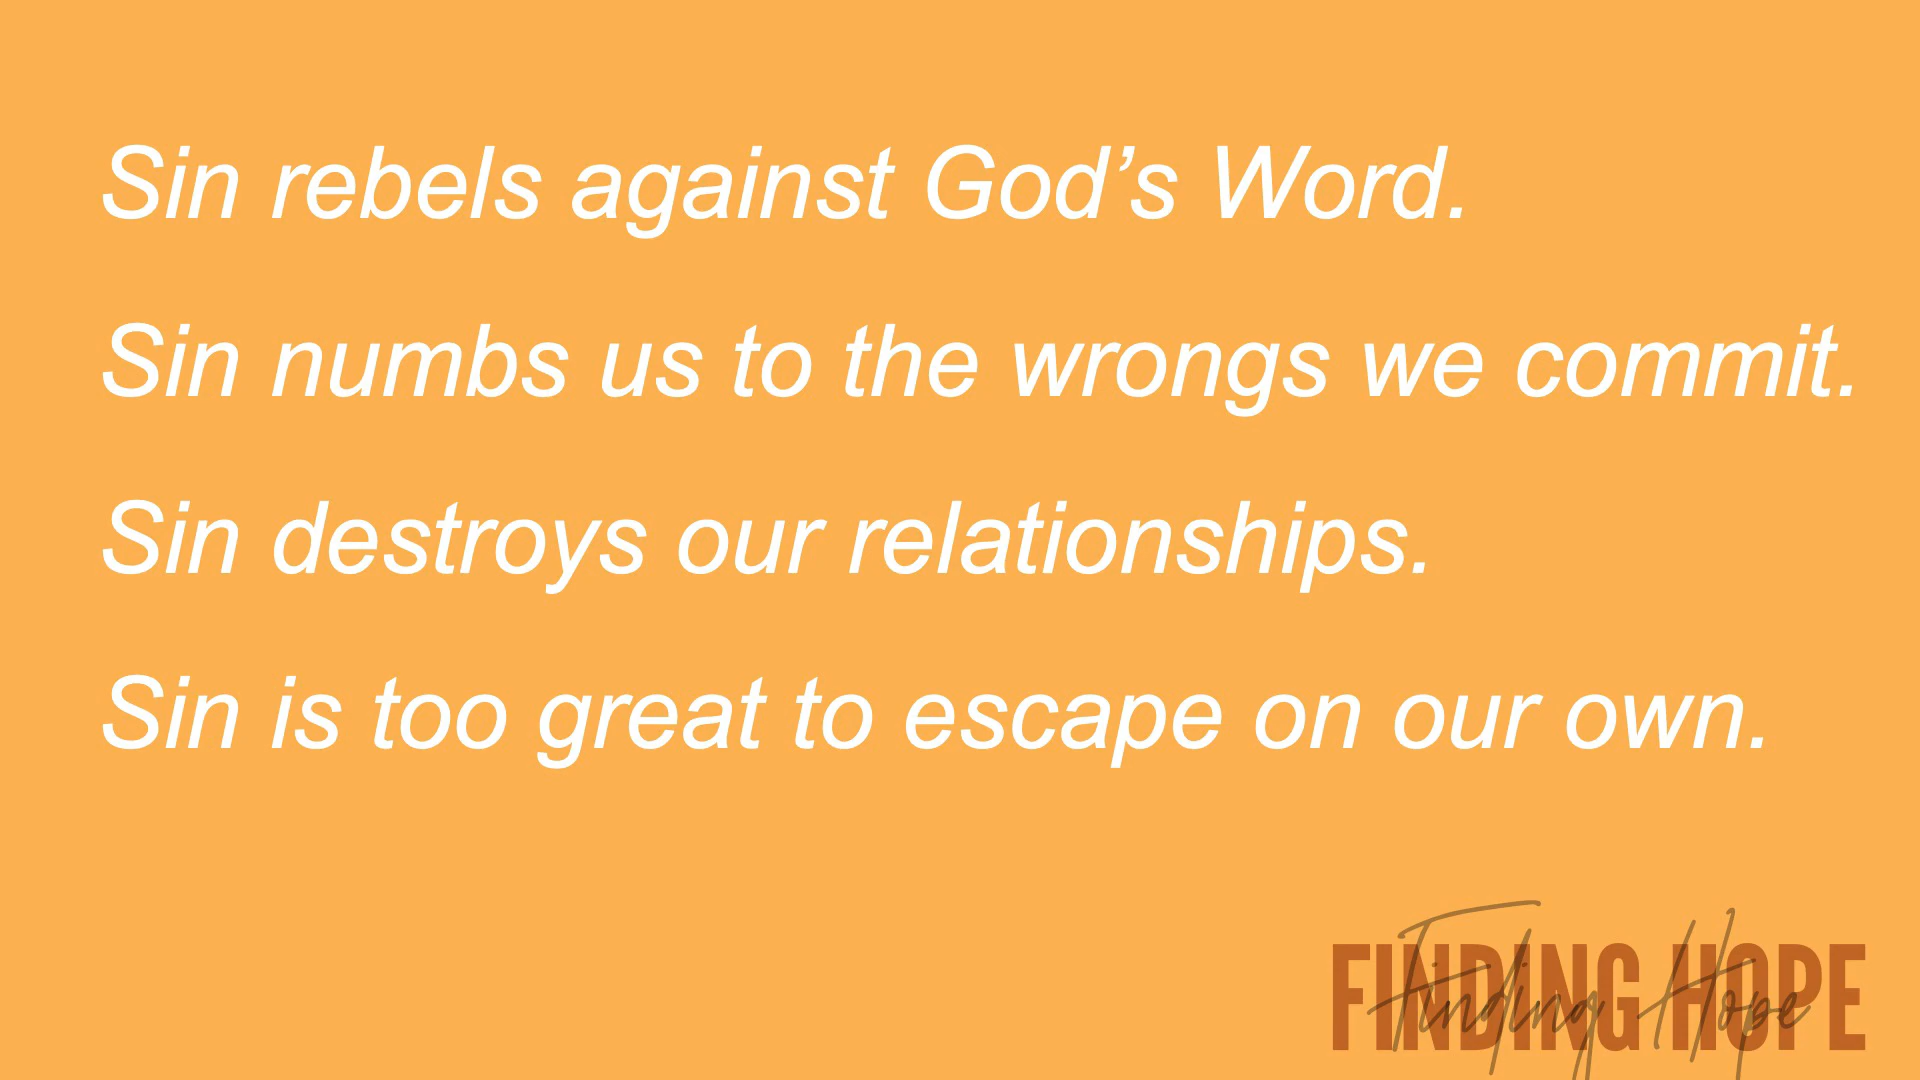 Sin rebels against God’s Word.
Sin numbs us to the wrongs we commit.
Sin destroys our relationships.
Sin is too great to escape on our own.
FINDING HOPE
Finding Hope